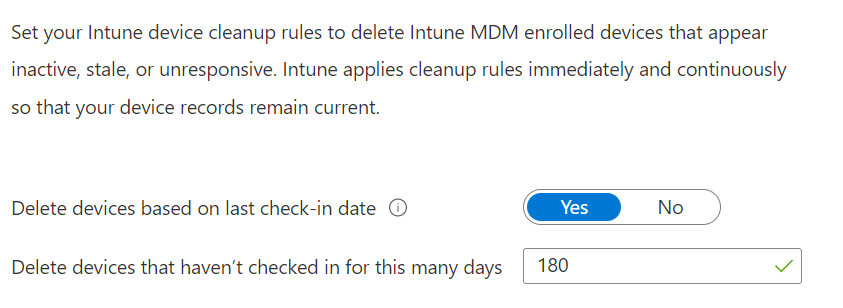 Set your Intune device cleanup rules to delete Intune MDM enrolled devices that appear
inactive, stale, or unresponsive. Intune applies cleanup rules immediately and continuously
so that your device records remain current.
Delete devices based on last check-in date
Yes No
Delete devices that haven't checked in for this many days
180